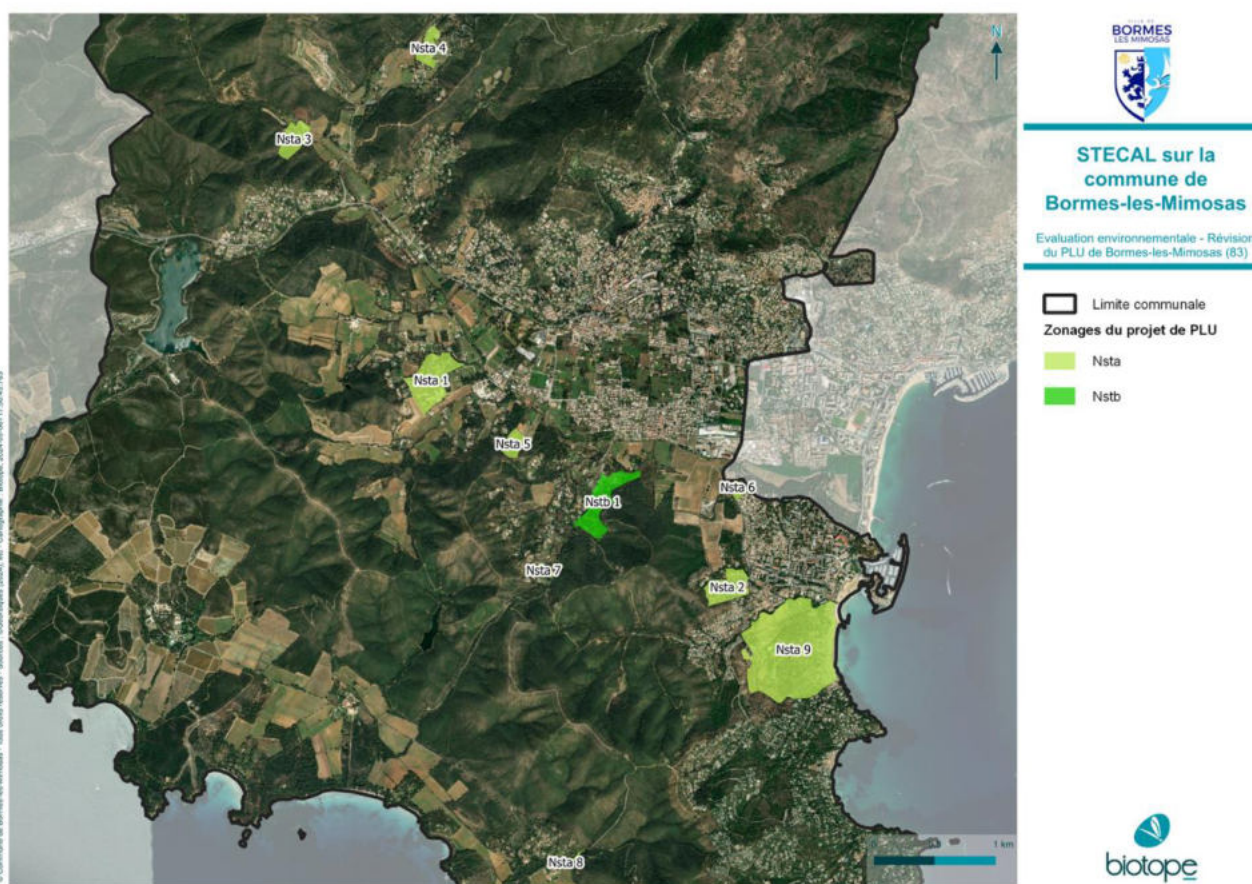 N
Nsta 4
Nsta 3
Nsta 1
Nsta 5
Nstb 1
Nsta 6
Nsta 7
Nsta 2
Nsta 9
Nsta 8
1 km
VILLE DE
BORMES
LES MIMOSAS
STECAL sur la
commune de
Bormes-les-Mimosas
Evaluation environnementale - Révision
du PLU de Bormes-les-Mimosas (83)
Limite communale
Zonages du projet de PLU
Nsta
Nstb
biotope